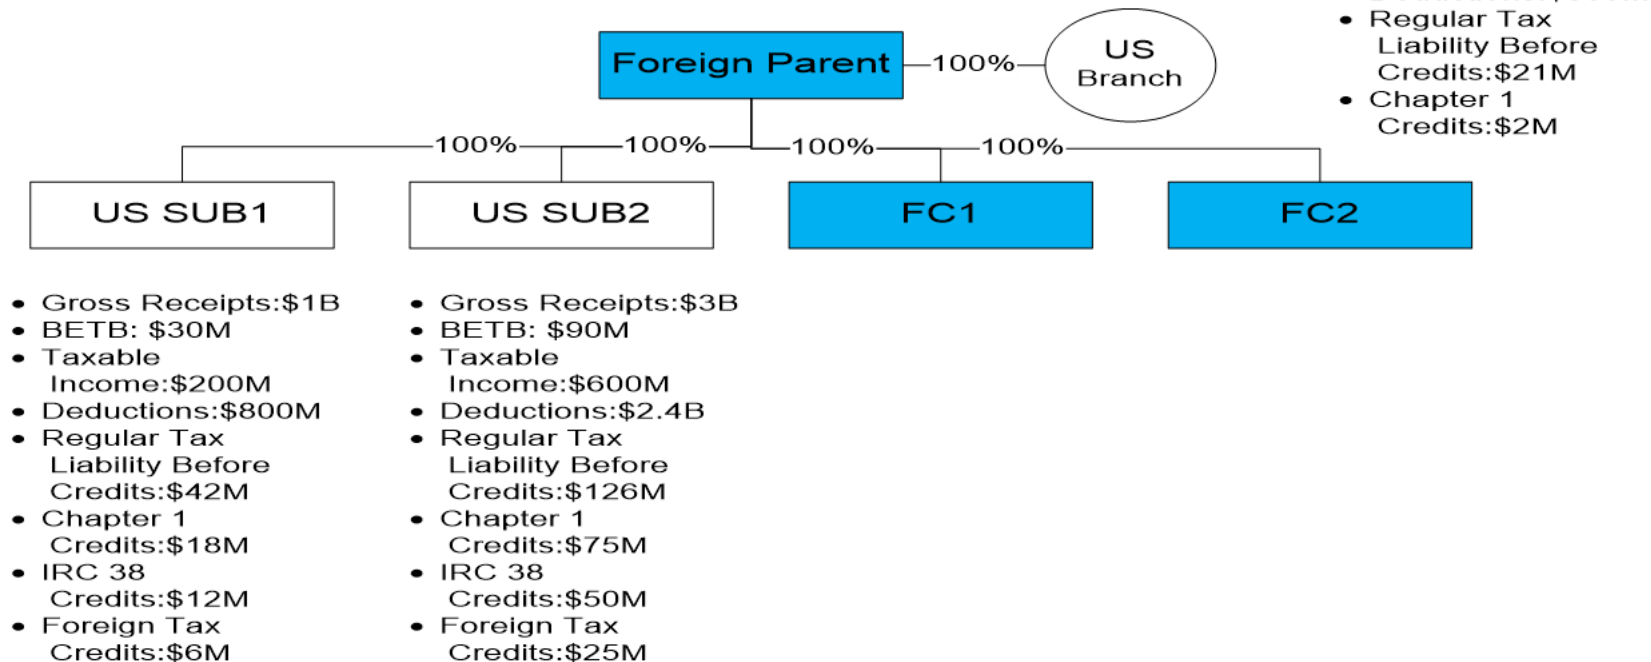 • Regular Tax
Liability Before
Credits:$21M
• Chapter 1
Credits:$2M
Foreign Parent
100%
US
Branch
100%
100%
100%
100%
US SUB1
US SUB2
FC1
FC2
• Gross Receipts:$1B
• BETB: $30M
• Taxable
Income:$200M
• Deductions:$800M
• Regular Tax
Liability Before
Credits:$42M
• Chapter 1
Credits:$18M
• IRC 38
Credits:$12M
• Foreign Tax
Credits:$6M
• Gross Receipts:$3B
• BETB: $90M
• Taxable
Income:$600M
• Deductions:$2.4B
• Regular Tax
Liability Before
Credits:$126M
• Chapter 1
Credits:$75M
• IRC 38
Credits:$50M
• Foreign Tax
Credits:$25M